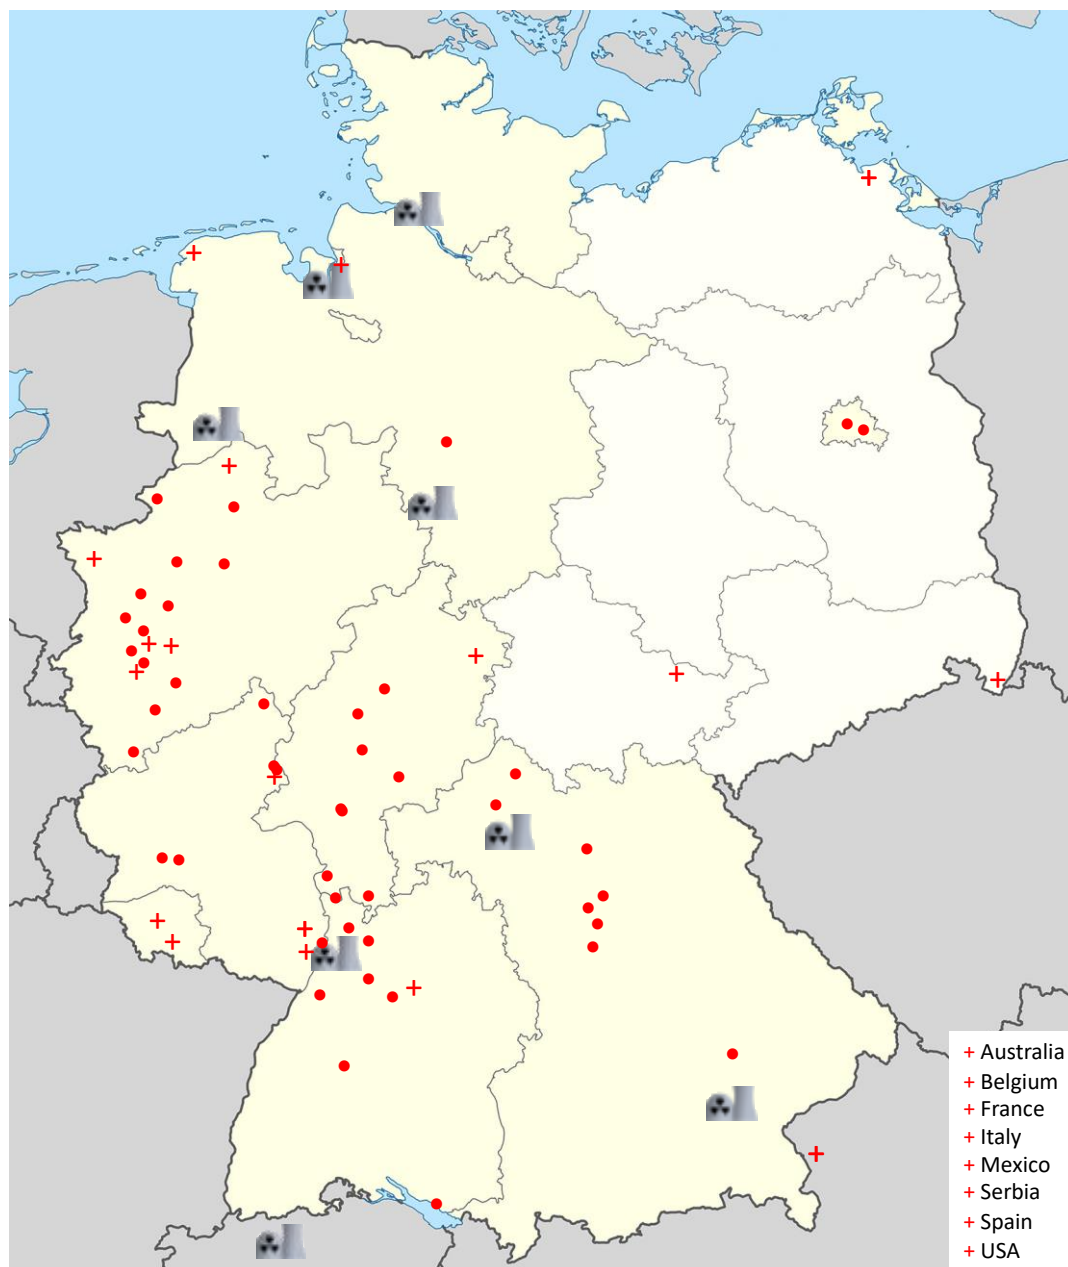 + Australia
+ Belgium
+ France
+ Italy
+ Mexico
+ Serbia
+ Spain
+ USA